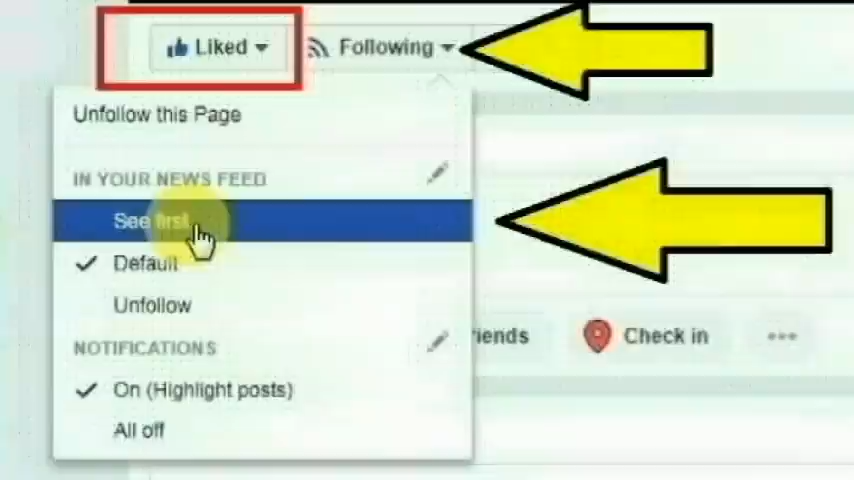 Liked
Following
Unfollow this Page
IN YOUR NEWS FEED
See first
Default
Unfollow
riends
Check in
NOTIFICATIONS
On (Highlight posts)
All off